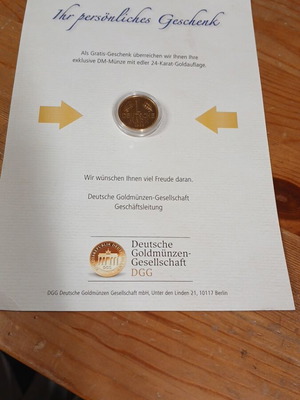 Ihr persönliches Geschenk
Als Gratis-Geschenk überreichen wir Ihnen Ihre
exklusive DM-Münze mit edler 24-Karat-Goldauflage.
1
Wir wünschen Ihnen viel Freude daran.
Deutsche Goldmünzen-Gesellschaft
Geschäftsleitung
Deutsche
Goldmünzen-
Gesellschaft
DGG
DGG Deutsche Goldmünzen Gesellschaft mbH, Unter den Linden 21, 10117 Berlin